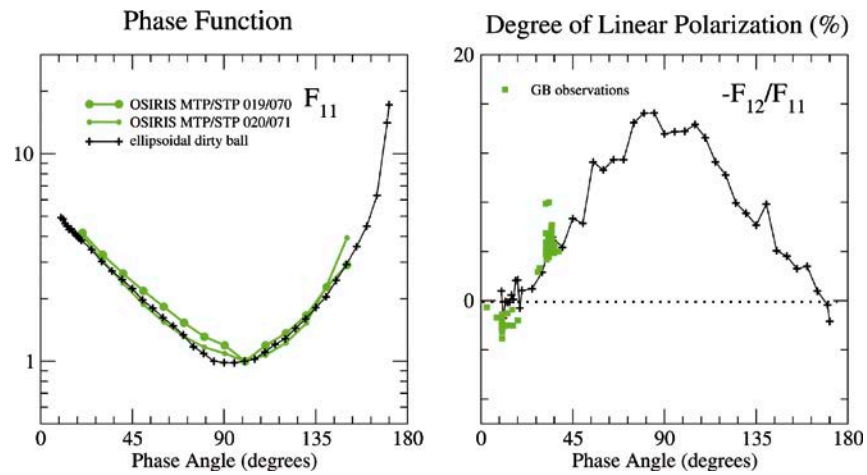 Phase Function
10
1
OSIRIS MTP/STP 019/070
OSIRIS MTP/STP 020/071
ellipsoidal dirty ball
F11
0 45 90 135 180
Phase Angle (degrees)
Degree of Linear Polarization (%)
20
0
GB observations
-F12/F11
0 45 90 135 180
Phase Angle (degrees)